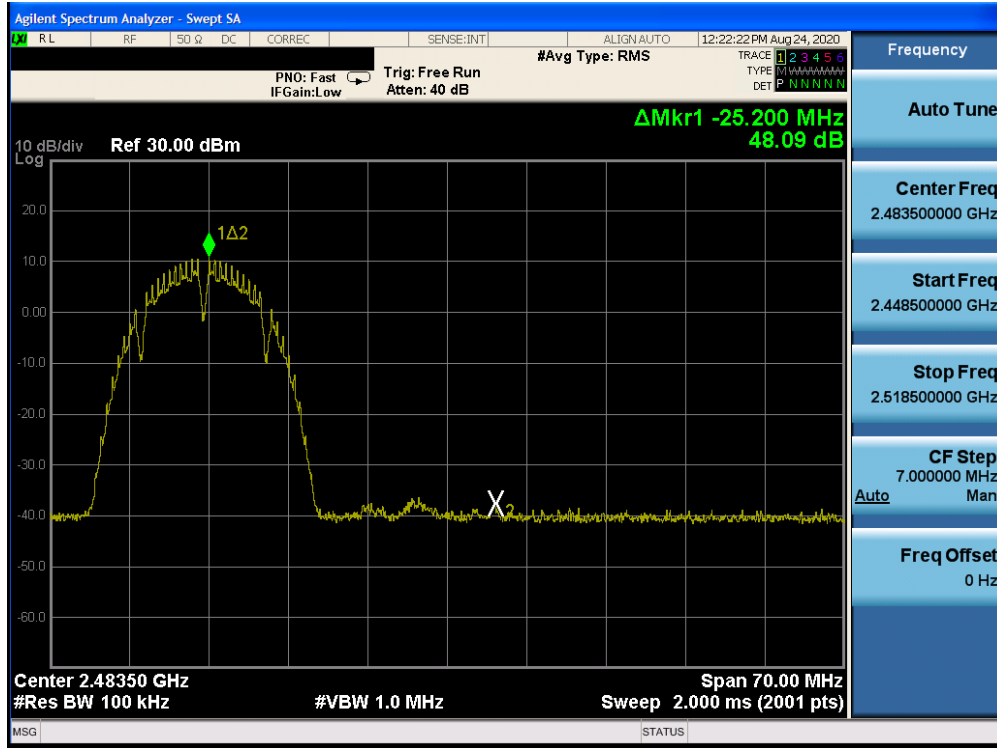 Agilent Spectrum Analyzer - Swept SA
LXI RL RF 50 Ω DC CORREC SENSE:INT ALIGN AUTO 12:22:22 PM Aug 24, 2020
#Avg Type: RMS TRACE 1 2 3 4 5 6
PNO: Fast Trig: Free Run TYPE M WWWWW
IFGain:Low Atten: 40 dB DET P N N N N N
ΔMkr1 -25.200 MHz
48.09 dB
10 dB/div Ref 30.00 dBm
Log
20.0
1Δ2
10.0
0.00
-10.0
-20.0
-30.0
X2
-40.0
-50.0
-60.0
Center 2.48350 GHz Span 70.00 MHz
#Res BW 100 kHz #VBW 1.0 MHz Sweep 2.000 ms (2001 pts)
MSG STATUS
Frequency
Auto Tune
Center Freq
2.483500000 GHz
Start Freq
2.448500000 GHz
Stop Freq
2.518500000 GHz
CF Step
7.000000 MHz
Auto Man
Freq Offset
0 Hz